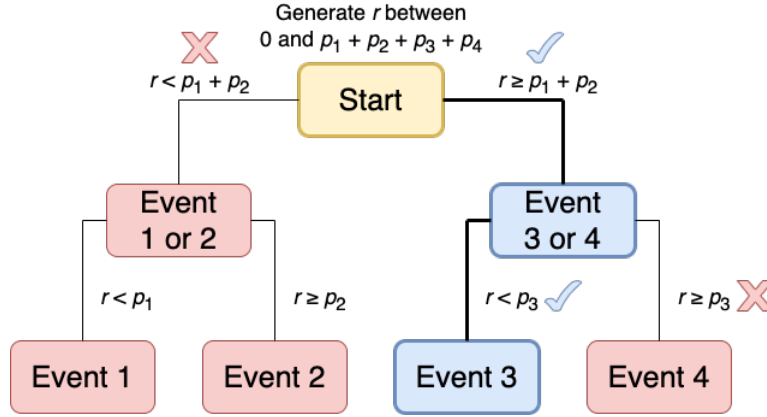 Generate r between
0 and p₁ + p₂ + p₃ + p₄
r < p₁ + p₂
Start
r ≥ p₁ + p₂
Event
1 or 2
Event
3 or 4
r < p₁
r ≥ p₂
r < p₃
r ≥ p₃
Event 1
Event 2
Event 3
Event 4